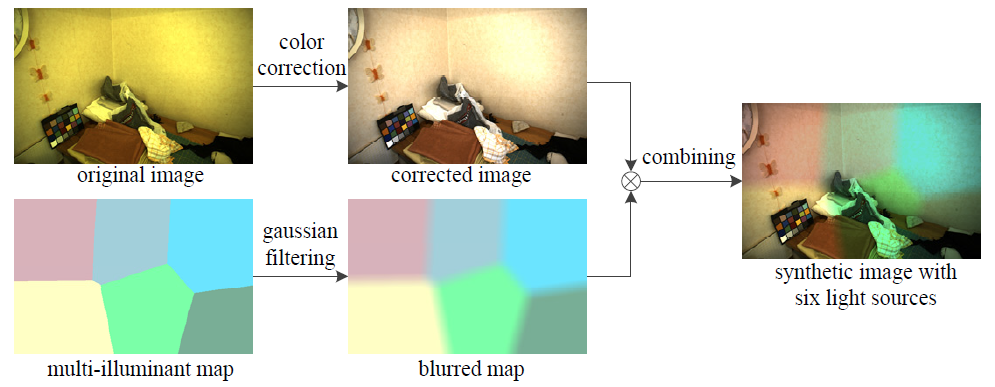 color
correction
original image
corrected image
combining
gaussian
filtering
synthetic image with
six light sources
multi-illuminant map
blurred map